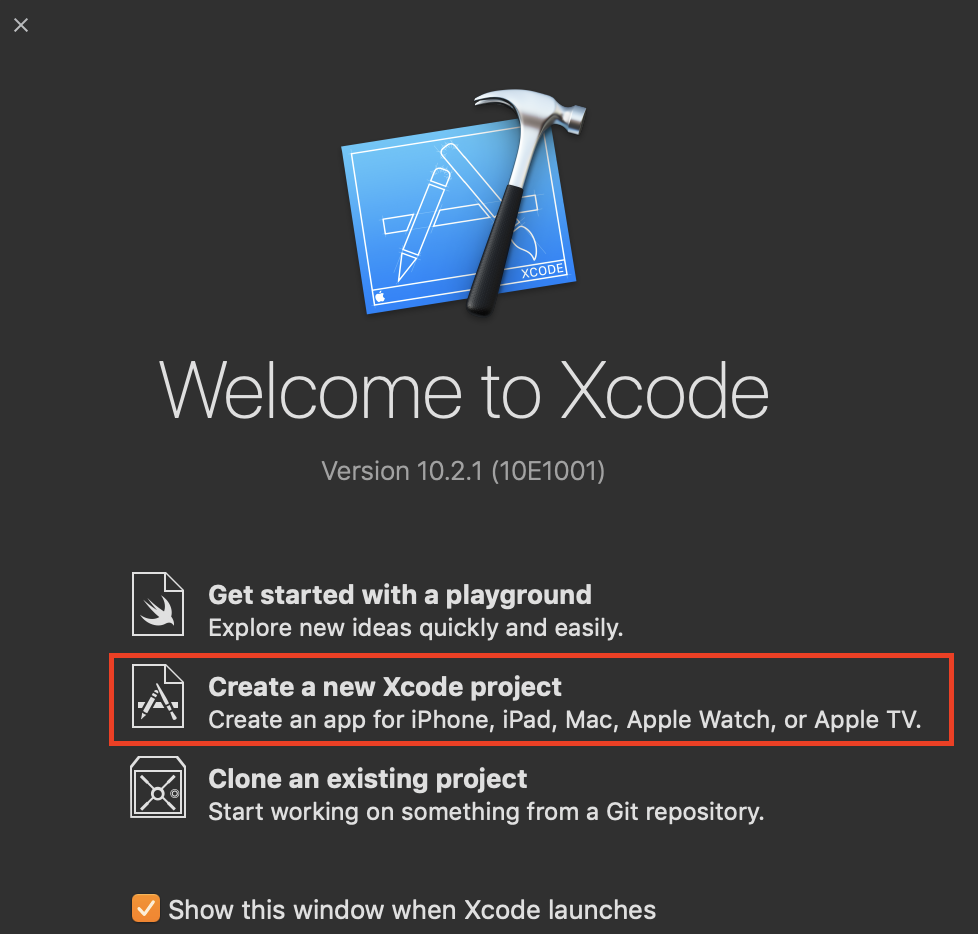 XCODE
Welcome to Xcode
Version 10.2.1 (10E1001)
Get started with a playground
Explore new ideas quickly and easily.
Create a new Xcode project
Create an app for iPhone, iPad, Mac, Apple Watch, or Apple TV.
Clone an existing project
Start working on something from a Git repository.
Show this window when Xcode launches